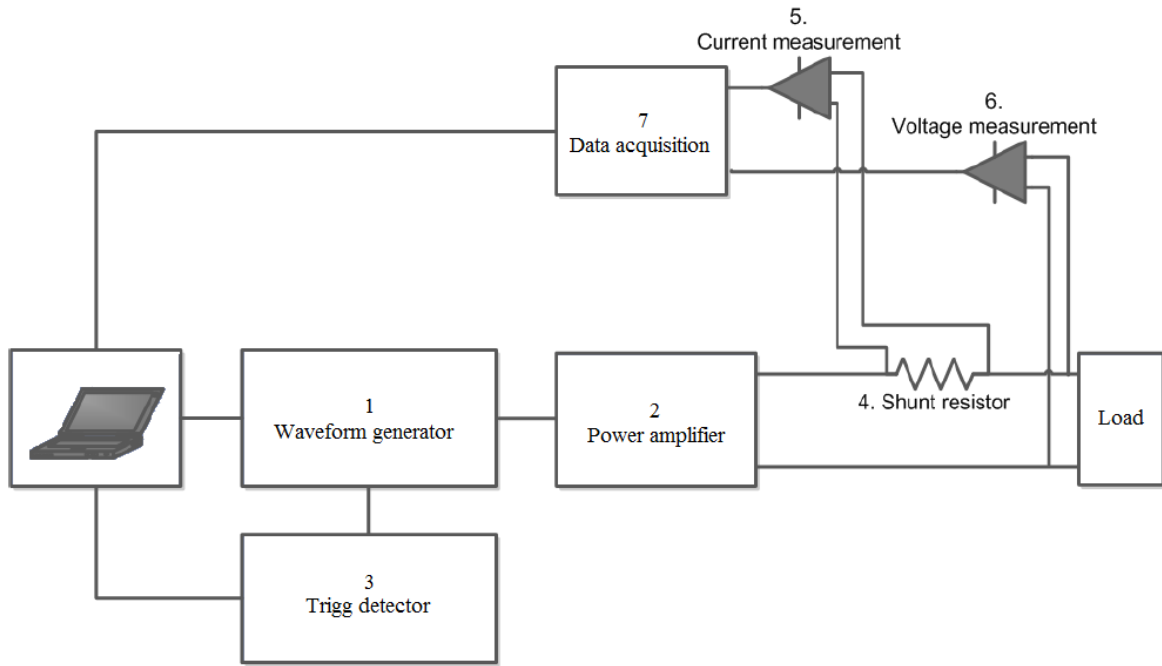 5.
Current measurement
6.
Voltage measurement
7
Data acquisition
1
Waveform generator
2
Power amplifier
4. Shunt resistor
Load
3
Trigg detector